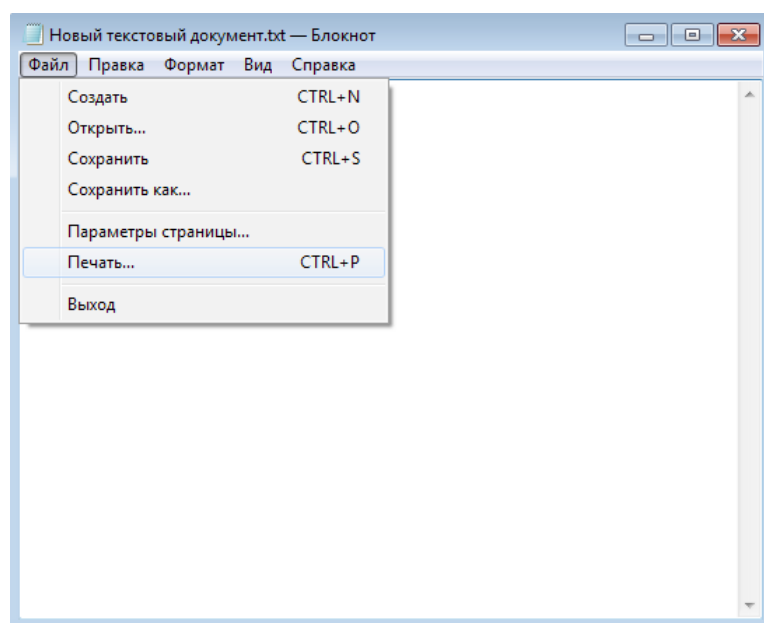 Новый текстовый документ.txt — Блокнот
Файл Правка Формат Вид Справка
Создать CTRL+N
Открыть... CTRL+O
Сохранить CTRL+S
Сохранить как...
Параметры страницы...
Печать... CTRL+P
Выход